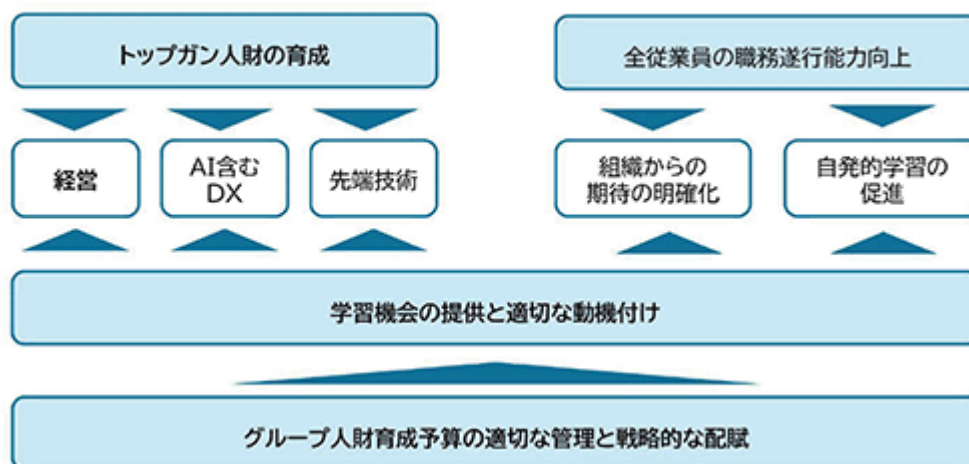 トップガン人財の育成
全従業員の職務遂行能力向上
経営
AI含む
DX
先端技術
組織からの
期待の明確化
自発的学習の
促進
学習機会の提供と適切な動機付け
グループ人財育成予算の適切な管理と戦略的な配賦